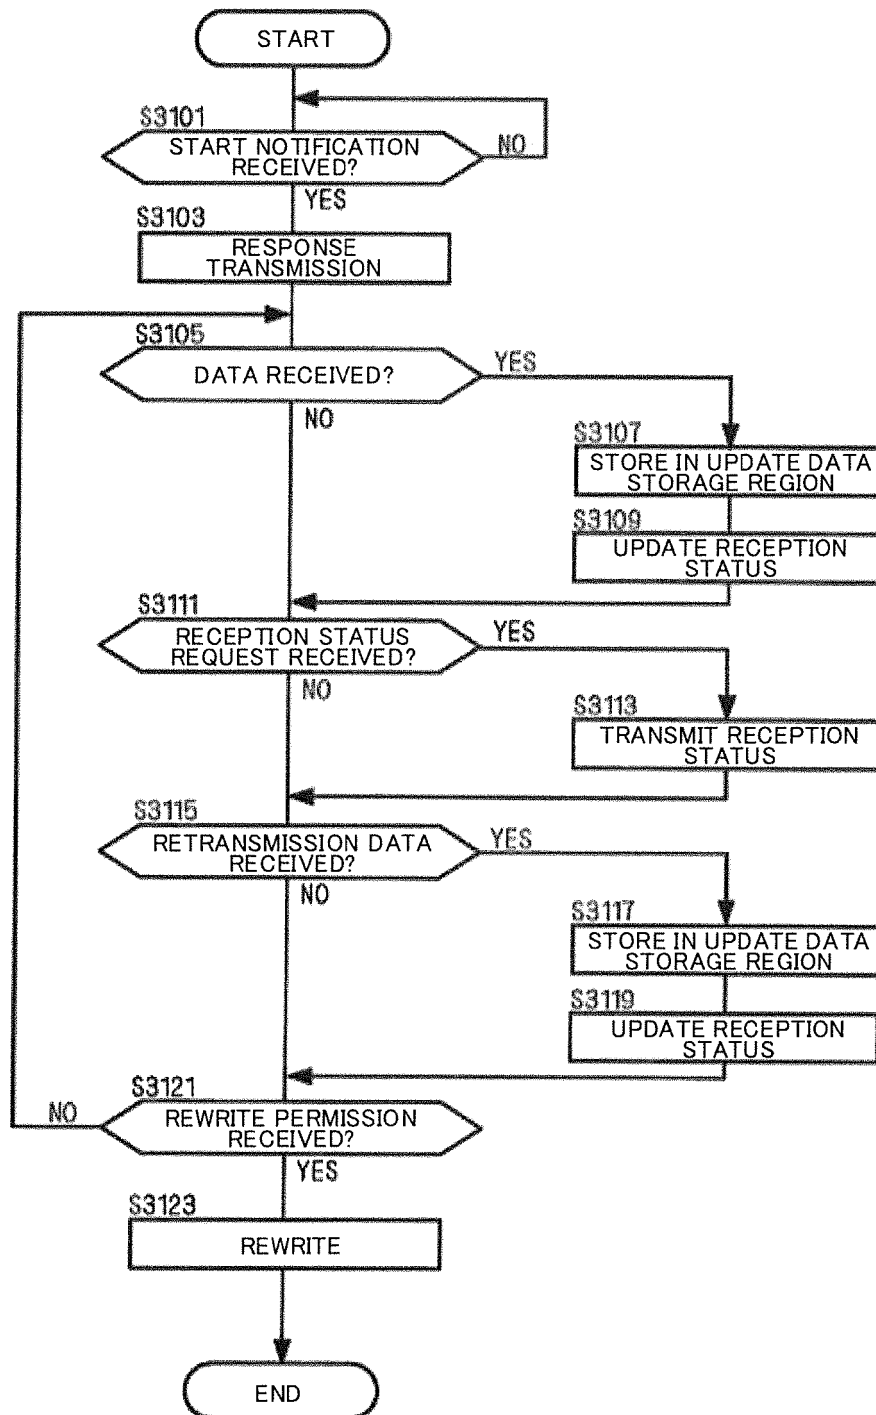 START
S3101
START NOTIFICATION
RECEIVED?
NO
YES
S3103
RESPONSE
TRANSMISSION
S3105
DATA RECEIVED?
YES
NO
S3107
STORE IN UPDATE DATA
STORAGE REGION
S3109
UPDATE RECEPTION
STATUS
S3111
RECEPTION STATUS
REQUEST RECEIVED?
YES
NO
S3113
TRANSMIT RECEPTION
STATUS
S3115
RETRANSMISSION DATA
RECEIVED?
YES
NO
S3117
STORE IN UPDATE DATA
STORAGE REGION
S3119
UPDATE RECEPTION
STATUS
S3121
NO
REWRITE PERMISSION
RECEIVED?
YES
S3123
REWRITE
END